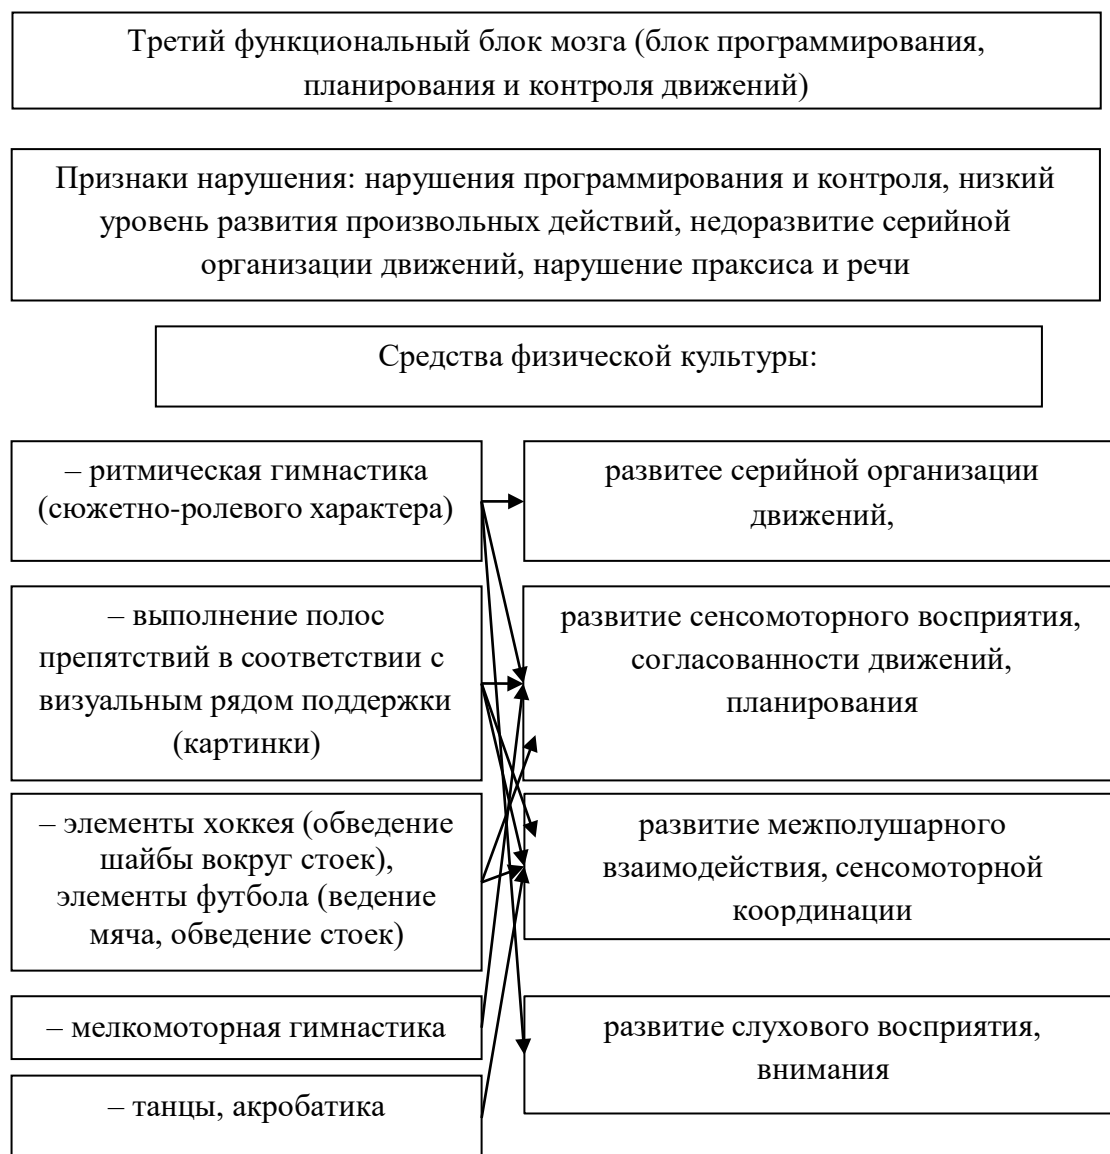 Третий функциональный блок мозга (блок программирования,
планирования и контроля движений)
Признаки нарушения: нарушения программирования и контроля, низкий
уровень развития произвольных действий, недоразвитие серийной
организации движений, нарушение праксиса и речи
Средства физической культуры:
– ритмическая гимнастика
(сюжетно-ролевого характера)
развитее серийной организации
движений,
– выполнение полос
препятствий в соответствии с
визуальным рядом поддержки
(картинки)
развитие сенсомоторного восприятия,
согласованности движений,
планирования
– элементы хоккея (обведение
шайбы вокруг стоек),
элементы футбола (ведение
мяча, обведение стоек)
развитие межполушарного
взаимодействия, сенсомоторной
координации
– мелкомоторная гимнастика
развитие слухового восприятия,
внимания
– танцы, акробатика